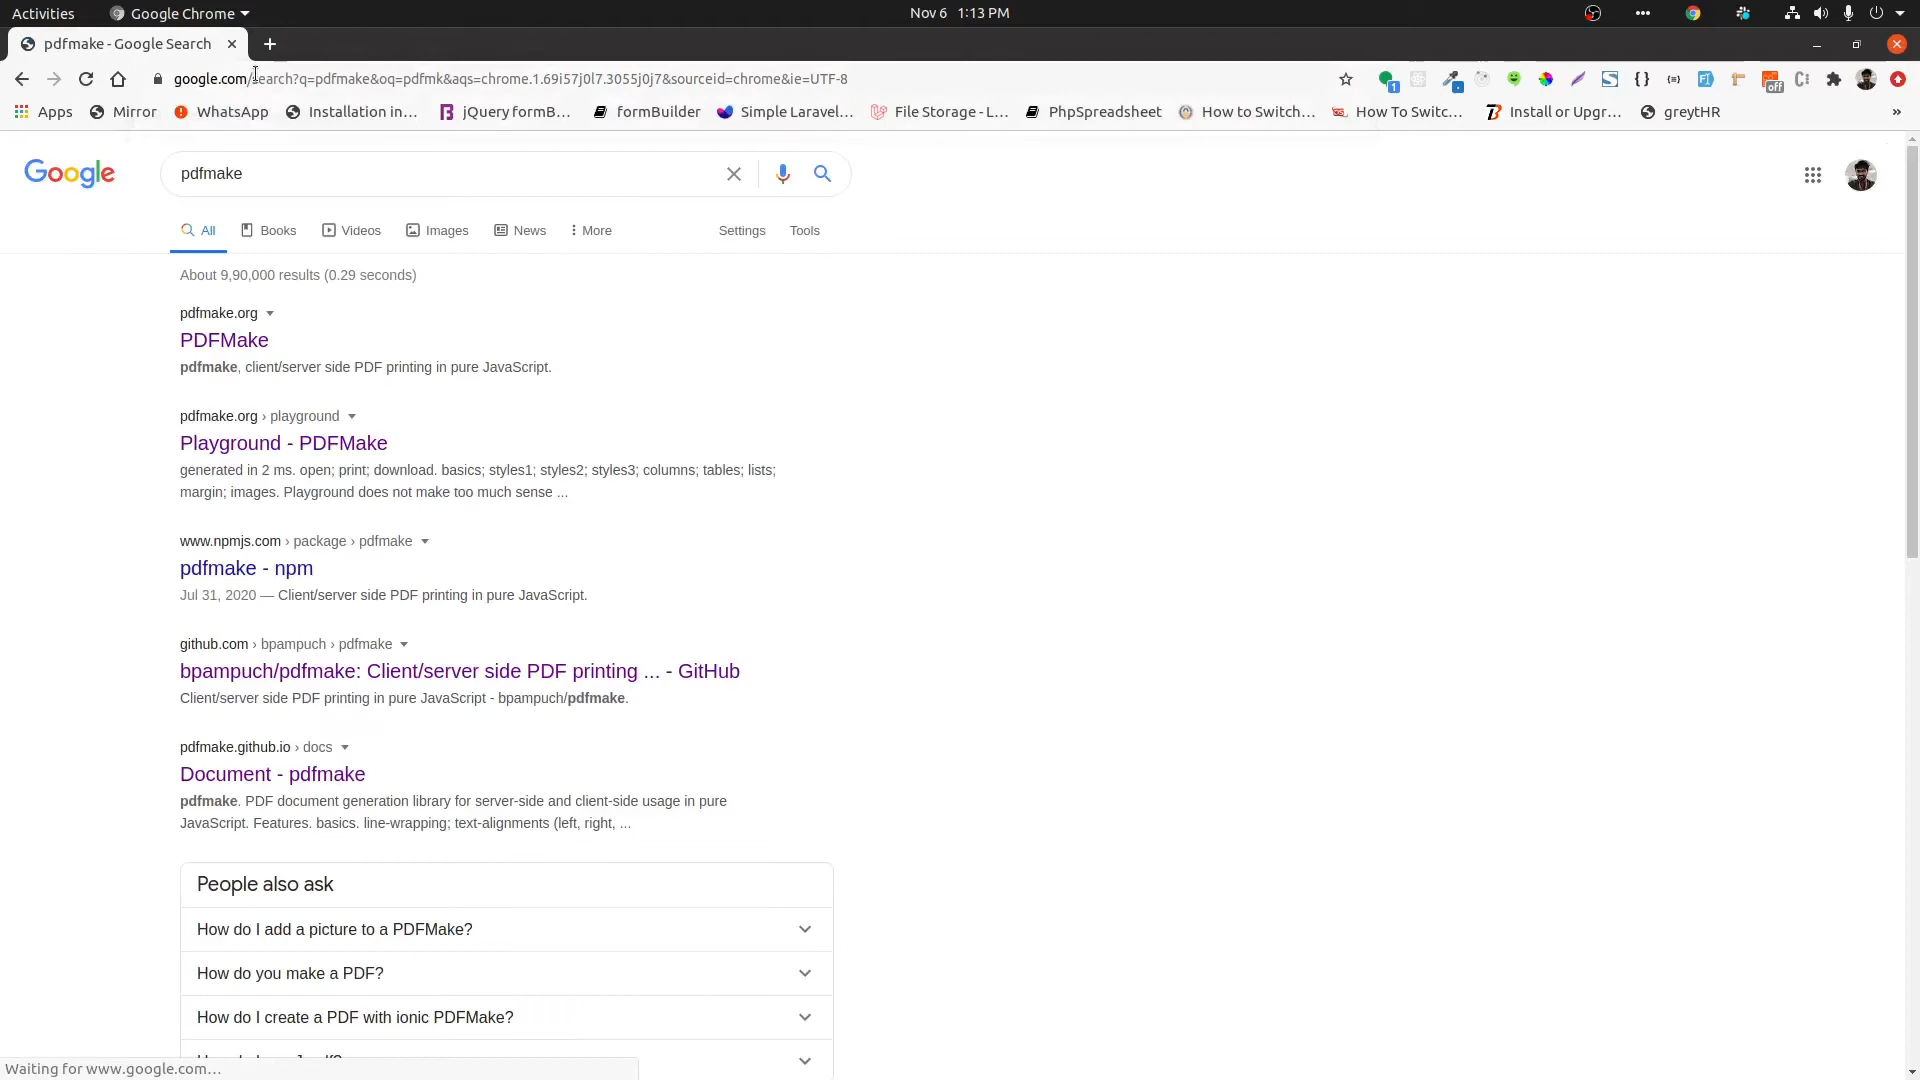 Activities
Google Chrome
Nov 6 1:13 PM
pdfmake - Google Search
google.com/search?q=pdfmake&oq=pdfmk&aqs=chrome.1.69i57j0l7.3055j0j7&sourceid=chrome&ie=UTF-8
1
off
Apps
Mirror
WhatsApp
Installation in…
jQuery formB…
formBuilder
Simple Laravel…
File Storage - L…
PhpSpreadsheet
How to Switch…
How To Switc…
Install or Upgr…
greytHR
»
Google
pdfmake
All
Books
Videos
Images
News
More
Settings
Tools
About 9,90,000 results (0.29 seconds)
pdfmake.org
PDFMake
pdfmake, client/server side PDF printing in pure JavaScript.
pdfmake.org › playground
Playground - PDFMake
generated in 2 ms. open; print; download. basics; styles1; styles2; styles3; columns; tables; lists;
margin; images. Playground does not make too much sense ...
www.npmjs.com › package › pdfmake
pdfmake - npm
Jul 31, 2020 — Client/server side PDF printing in pure JavaScript.
github.com › bpampuch › pdfmake
bpampuch/pdfmake: Client/server side PDF printing ... - GitHub
Client/server side PDF printing in pure JavaScript - bpampuch/pdfmake.
pdfmake.github.io › docs
Document - pdfmake
pdfmake. PDF document generation library for server-side and client-side usage in pure
JavaScript. Features. basics. line-wrapping; text-alignments (left, right, ...
People also ask
How do I add a picture to a PDFMake?
How do you make a PDF?
How do I create a PDF with ionic PDFMake?
Waiting for www.google.com…